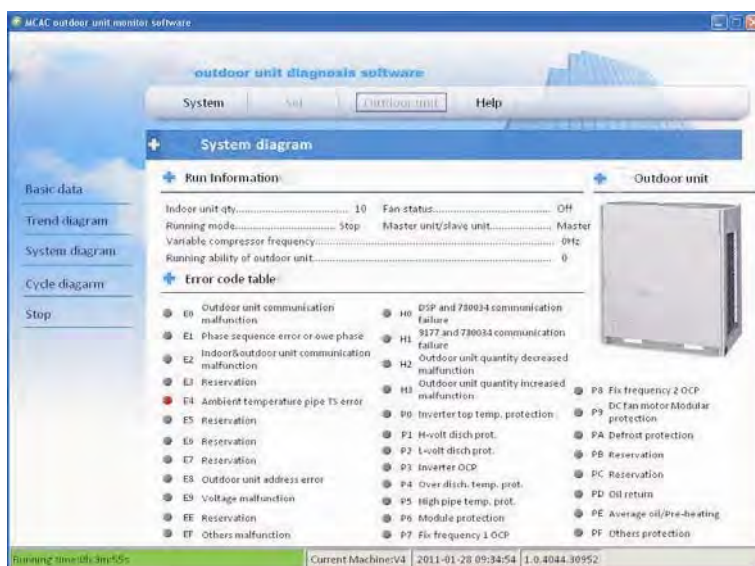 MCAC outdoor unit monitor software
outdoor unit diagnosis software
System Set Outdoor unit Help
System diagram
Basic data
Trend diagram
System diagram
Cycle diagarm
Stop
Run Information
Indoor unit qty 10 Fan status Off
Running mode Stop Master unit/slave unit Master
Variable compressor frequency 0Hz
Running ability of outdoor unit 0
Error code table
E0 Outdoor unit communication
malfunction
E1 Phase sequence error or owe phase
E2 Indoor&outdoor unit communication
malfunction
E3 Reservation
E4 Ambient temperature pipe T5 error
E5 Reservation
E6 Reservation
E7 Reservation
E8 Outdoor unit address error
E9 Voltage malfunction
EE Reservation
EF Others malfunction
H0 DSP and 780034 communication
failure
H1 9177 and 780034 communication
failure
H2 Outdoor unit quantity decreased
malfunction
H3 Outdoor unit quantity increased
malfunction
P0 Inverter top temp. protection
P1 H-volt disch prot.
P2 L-volt disch prot.
P3 Inverter OCP
P4 Over disch. temp. prot.
P5 High pipe temp. prot.
P6 Module protection
P7 Fix frequency 1 OCP
Outdoor unit
P8 Fix frequency 2 OCP
P9 DC fan motor Modular
protection
PA Defrost protection
PB Reservation
PC Reservation
PD Oil return
PE Average oil/Pre-heating
PF Others protection
Running time:0h:3m:55s Current Machine:V4 2011-01-28 09:34:54 1.0.4044.30952